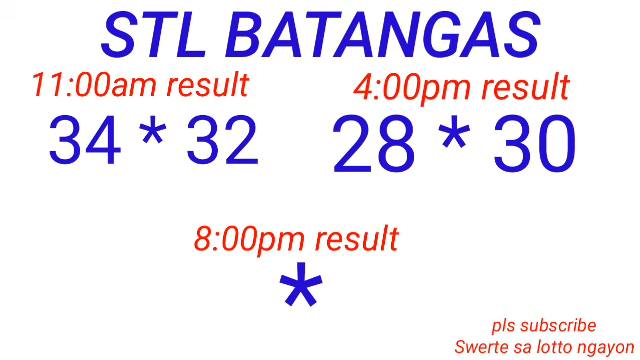 STL BATANGAS
11:00am result
34 * 32
4:00pm result
28 * 30
8:00pm result
*
pls subscribe
Swerte sa lotto ngayon